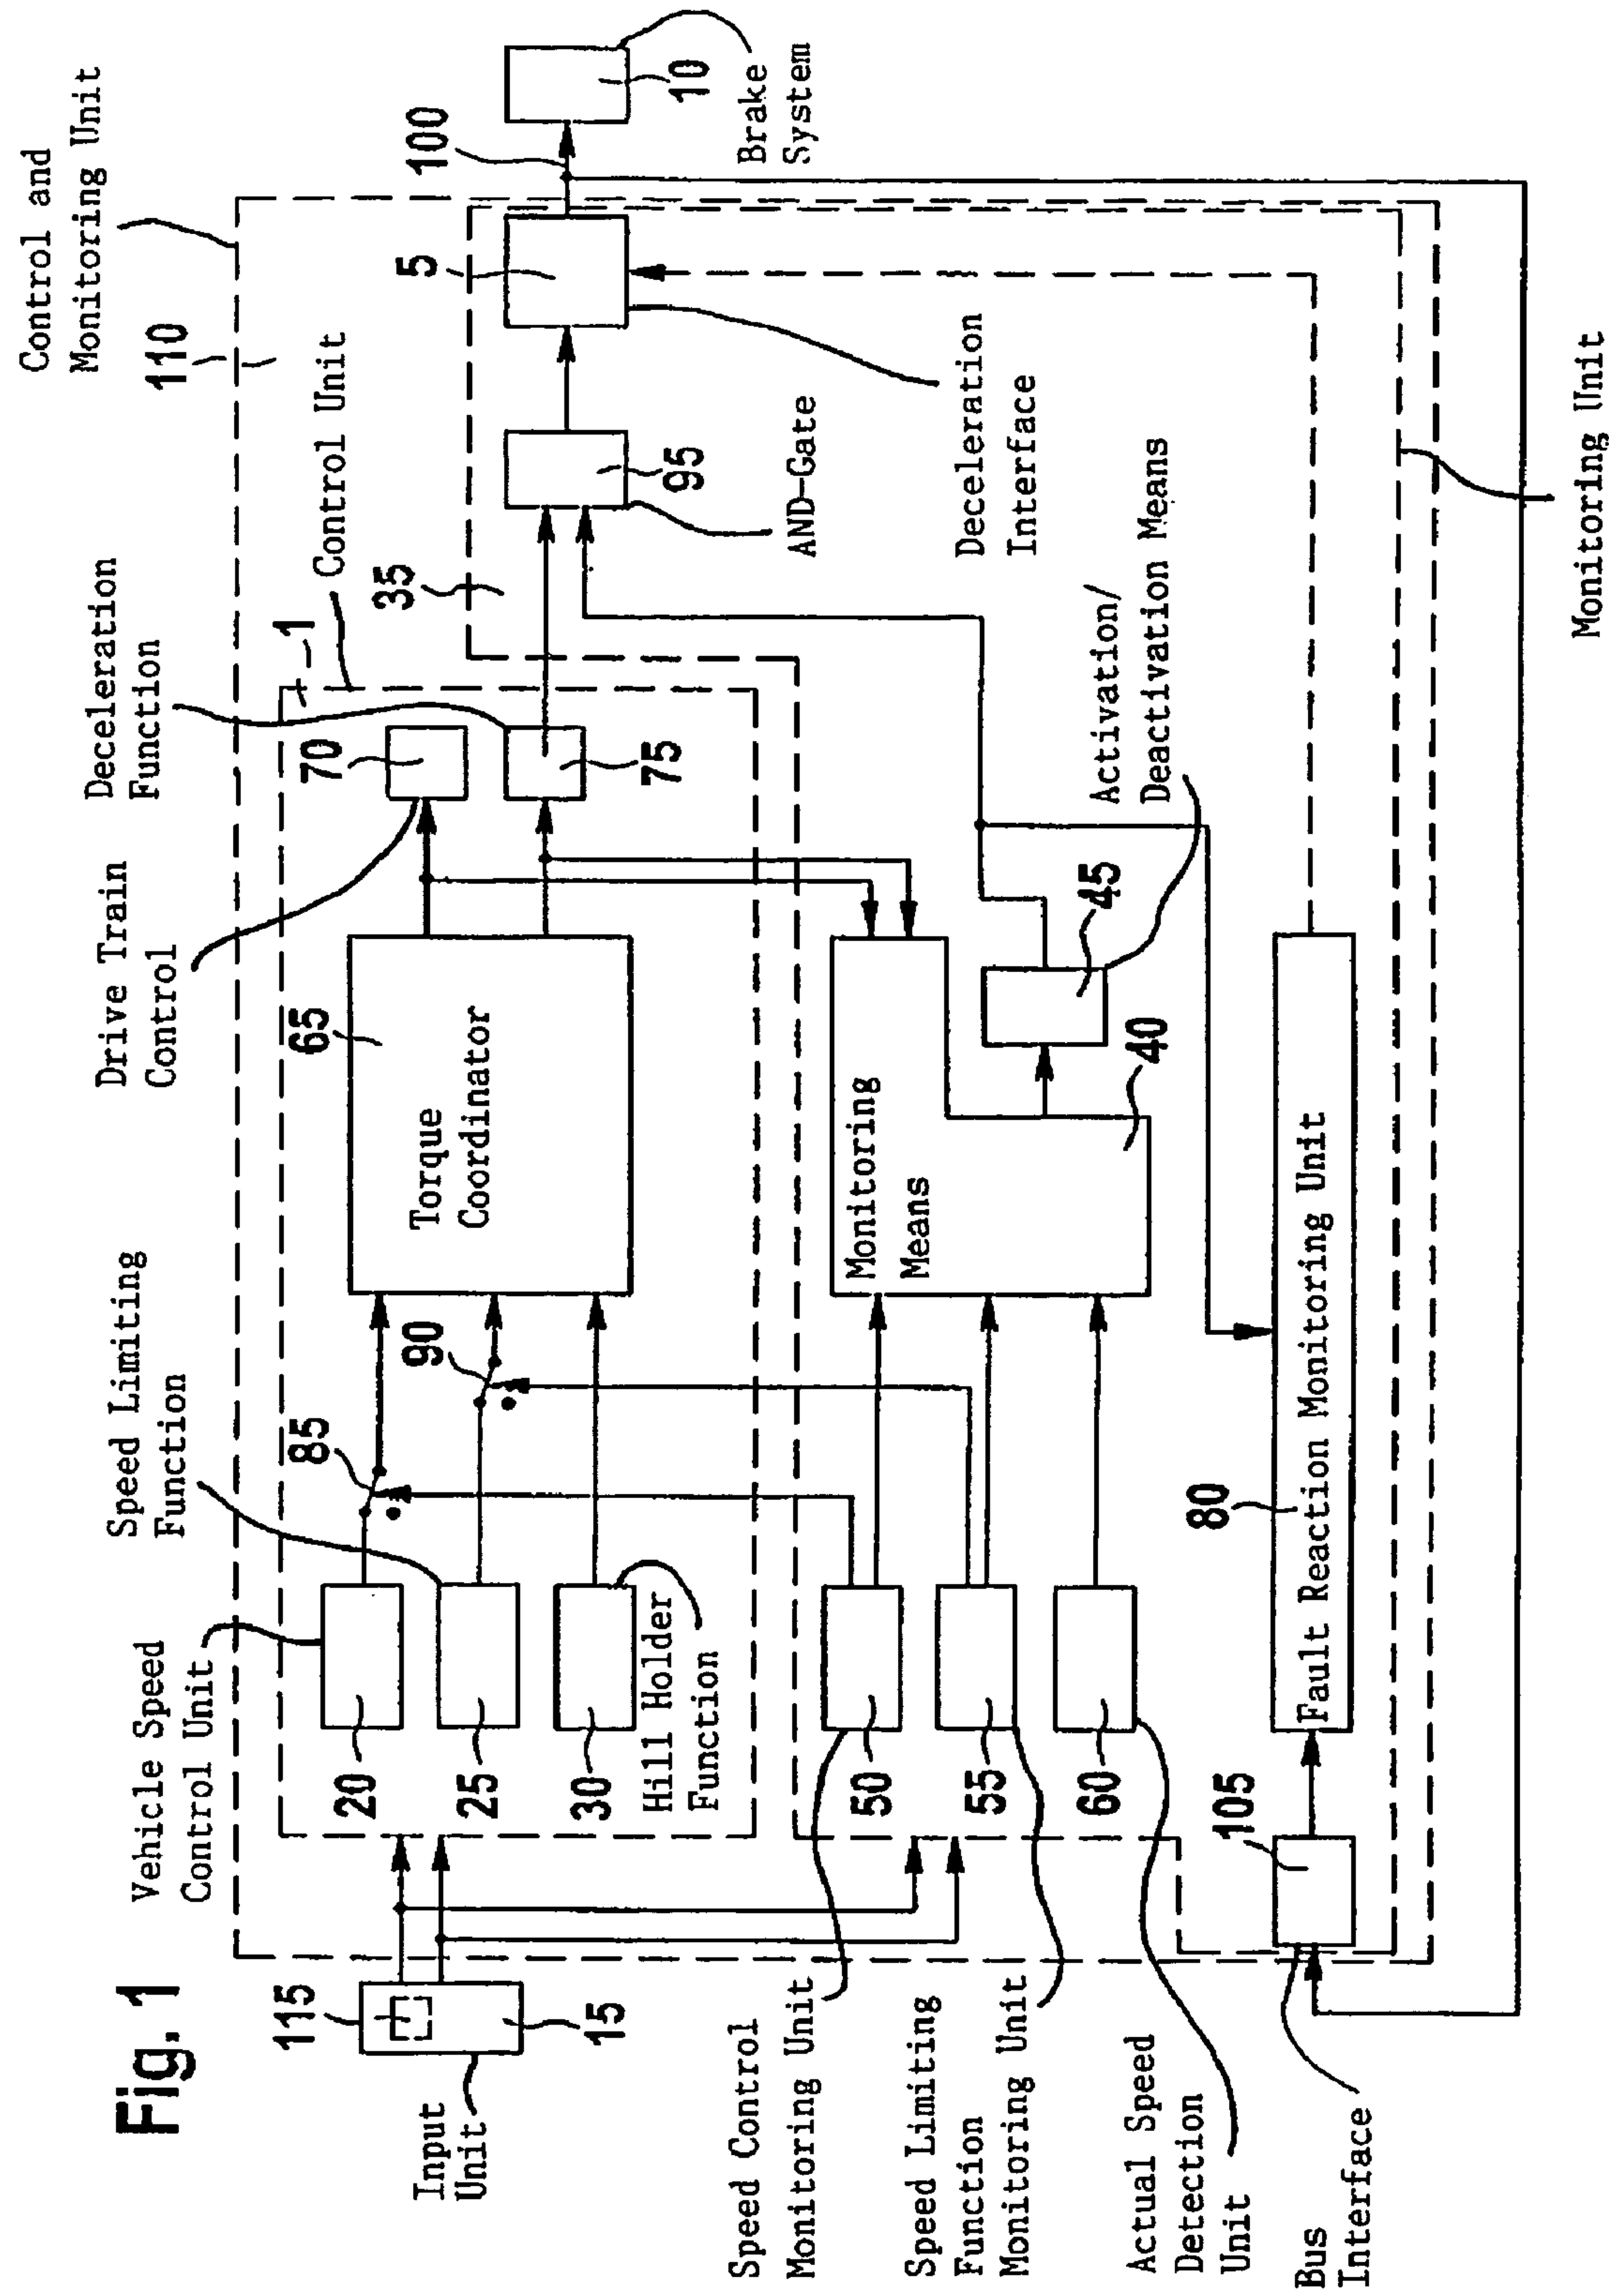 Fig. 1
Control and
Monitoring Unit
110
Control Unit
1
Deceleration
Function
Drive Train
Control
Speed Limiting
Function
Vehicle Speed
Control Unit
115
15
Input
Unit
20
25
30
Hill Holder
Function
85
90
65
Torque
Coordinator
70
75
35
95
AND-Gate
5
Deceleration
Interface
100
10
Brake
System
Speed Control
Monitoring Unit
Speed Limiting
Function
Monitoring Unit
Actual Speed
Detection
Unit
Bus
Interface
50
55
60
105
Monitoring
Means
40
45
Activation/
Deactivation Means
80
Fault Reaction Monitoring Unit
Monitoring Unit